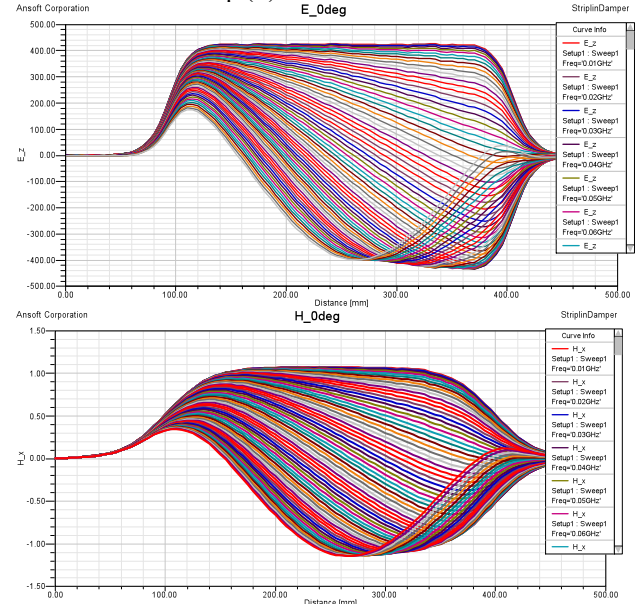 Ansoft Corporation
E_0deg
StriplinDamper
Curve Info
E_z
Setup1 : Sweep1
Freq='0.01GHz'
E_z
Setup1 : Sweep1
Freq='0.02GHz'
E_z
Setup1 : Sweep1
Freq='0.03GHz'
E_z
Setup1 : Sweep1
Freq='0.04GHz'
E_z
Setup1 : Sweep1
Freq='0.05GHz'
E_z
Setup1 : Sweep1
Freq='0.06GHz'
E_z
500.00
400.00
300.00
200.00
100.00
0.00
-100.00
-200.00
-300.00
-400.00
-500.00
E_z
0.00 100.00 200.00 300.00 400.00 500.00
Distance [mm]
Ansoft Corporation
H_0deg
StriplinDamper
Curve Info
H_x
Setup1 : Sweep1
Freq='0.01GHz'
H_x
Setup1 : Sweep1
Freq='0.02GHz'
H_x
Setup1 : Sweep1
Freq='0.03GHz'
H_x
Setup1 : Sweep1
Freq='0.04GHz'
H_x
Setup1 : Sweep1
Freq='0.05GHz'
H_x
Setup1 : Sweep1
Freq='0.06GHz'
H_x
1.50
1.00
0.50
0.00
-0.50
-1.00
-1.50
H_x
0.00 100.00 200.00 300.00 400.00 500.00
Distance [mm]